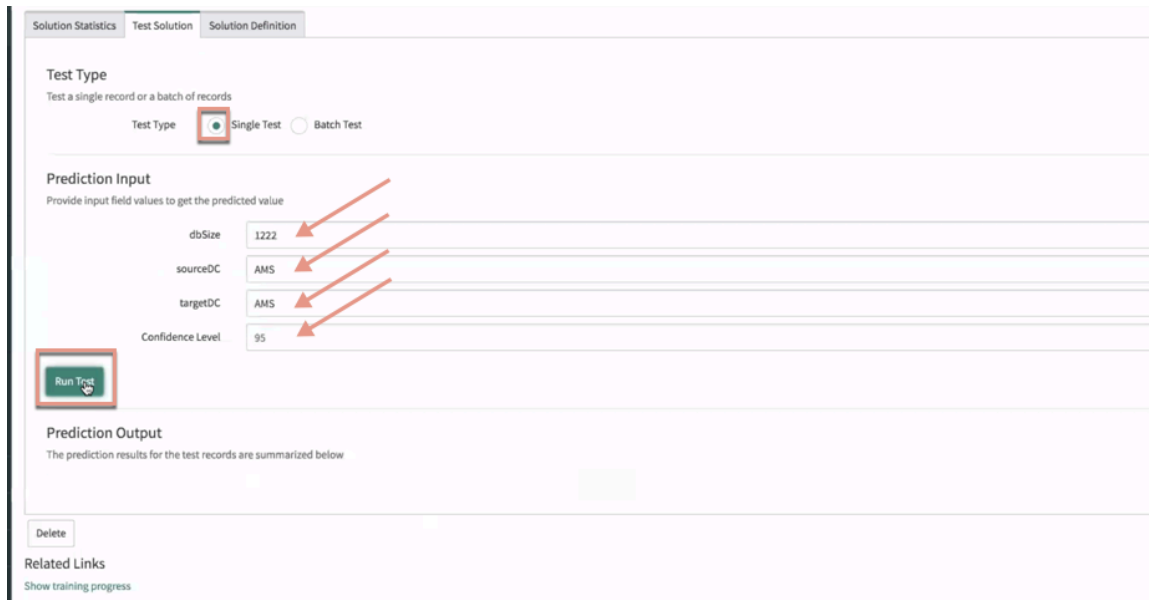 Solution Statistics Test Solution Solution Definition
Test Type
Test a single record or a batch of records
Test Type Single Test Batch Test
Prediction Input
Provide input field values to get the predicted value
dbSize 1222
sourceDC AMS
targetDC AMS
Confidence Level 95
Run Test
Prediction Output
The prediction results for the test records are summarized below
Delete
Related Links
Show training progress